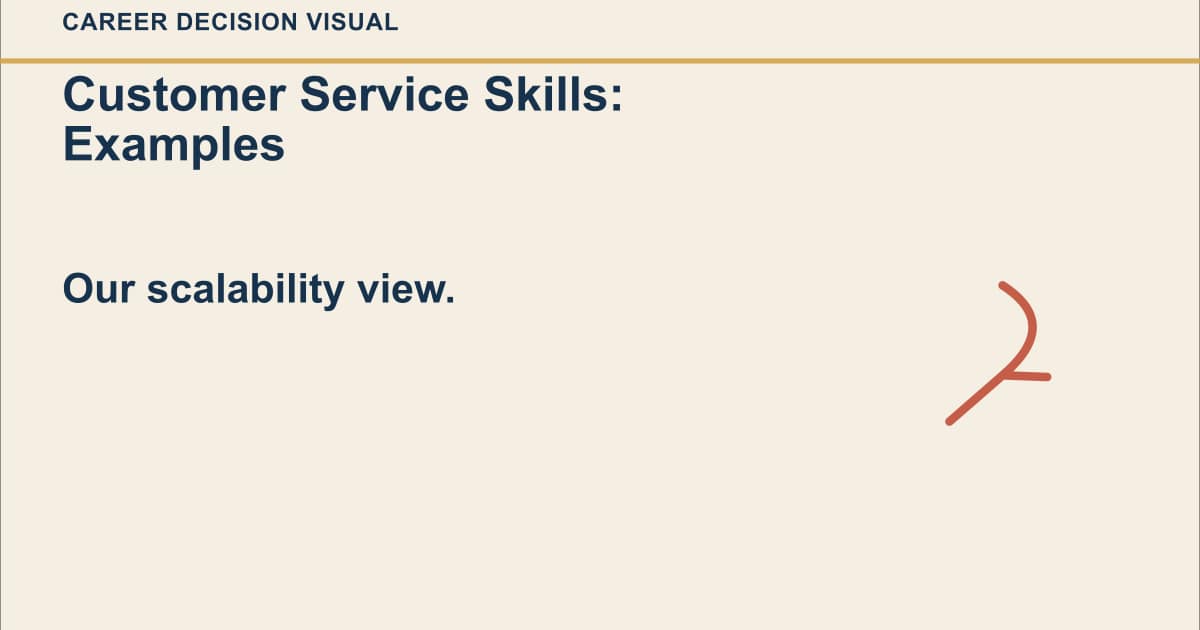 CAREER DECISION VISUAL
Customer Service Skills:
Examples
Our scalability view.